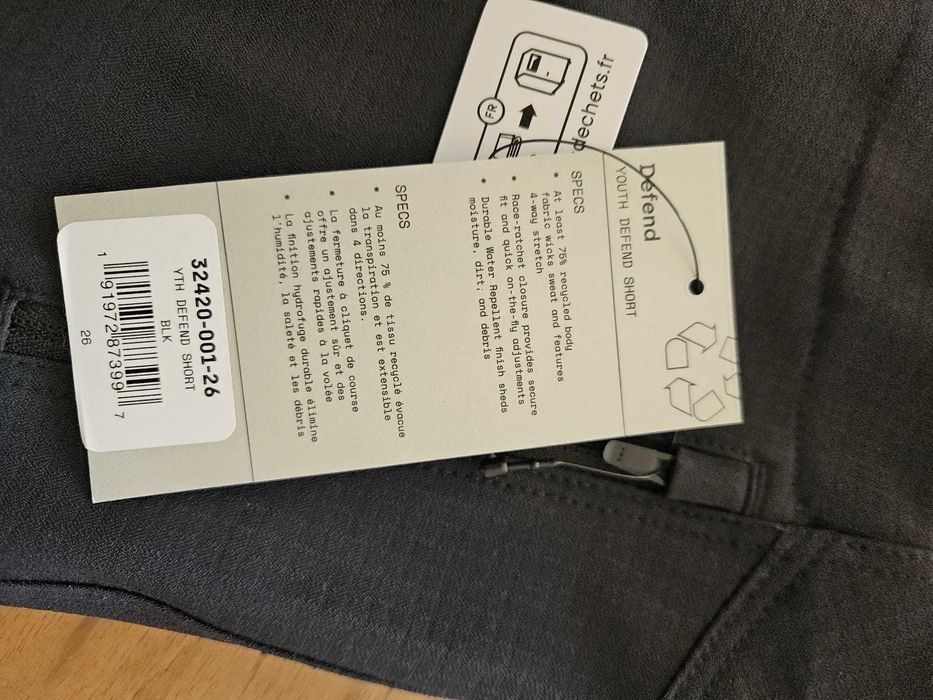 dechets.fr
FR
Defend
YOUTH DEFEND SHORT
SPECS
• At least 75% recycled body
fabric wicks sweat and features
4-way stretch
• Race-ratchet closure provides secure
fit and quick on-the-fly adjustments
• Durable Water Repellent finish sheds
moisture, dirt, and debris
SPECS
• Au moins 75 % de tissu recyclé évacue
la transpiration et est extensible
dans 4 directions.
• La fermeture à cliquet de course
offre un ajustement sûr et des
ajustements rapides à la volée
• La finition hydrofuge durable élimine
l'humidité, la saleté et les débris
32420-001-26
YTH DEFEND SHORT
BLK
1 91972 87399 7
26